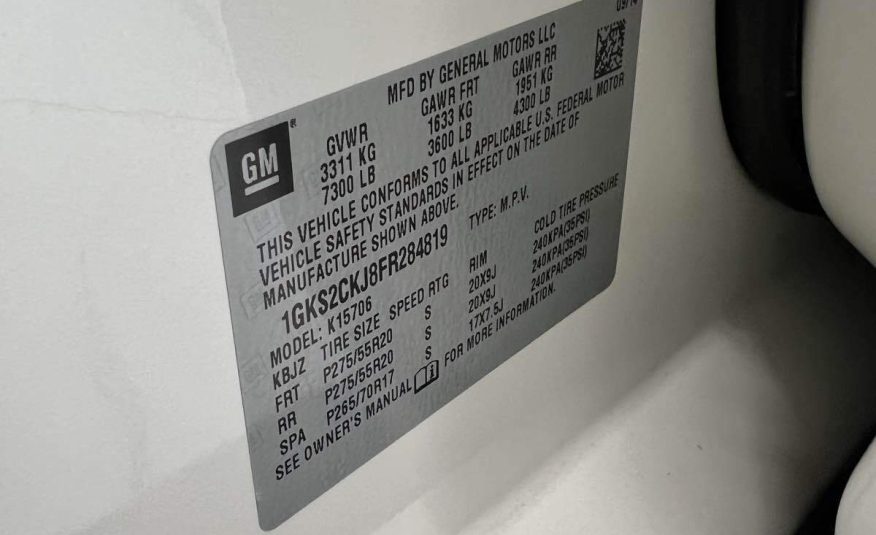 09/14
MFD BY GENERAL MOTORS LLC
GM
GVWR GAWR FRT GAWR RR
3311 KG 1633 KG 1951 KG
7300 LB 3600 LB 4300 LB
THIS VEHICLE CONFORMS TO ALL APPLICABLE U.S. FEDERAL MOTOR
VEHICLE SAFETY STANDARDS IN EFFECT ON THE DATE OF
MANUFACTURE SHOWN ABOVE.
1GKS2CKJ8FR284819 TYPE: M.P.V.
MODEL: K15706
KBJZ TIRE SIZE SPEED RTG RIM COLD TIRE PRESSURE
FRT P275/55R20 S 20X9J 240KPA(35PSI)
RR P275/55R20 S 20X9J 240KPA(35PSI)
SPA P265/70R17 S 17X7.5J 240KPA(35PSI)
SEE OWNER'S MANUAL FOR MORE INFORMATION.